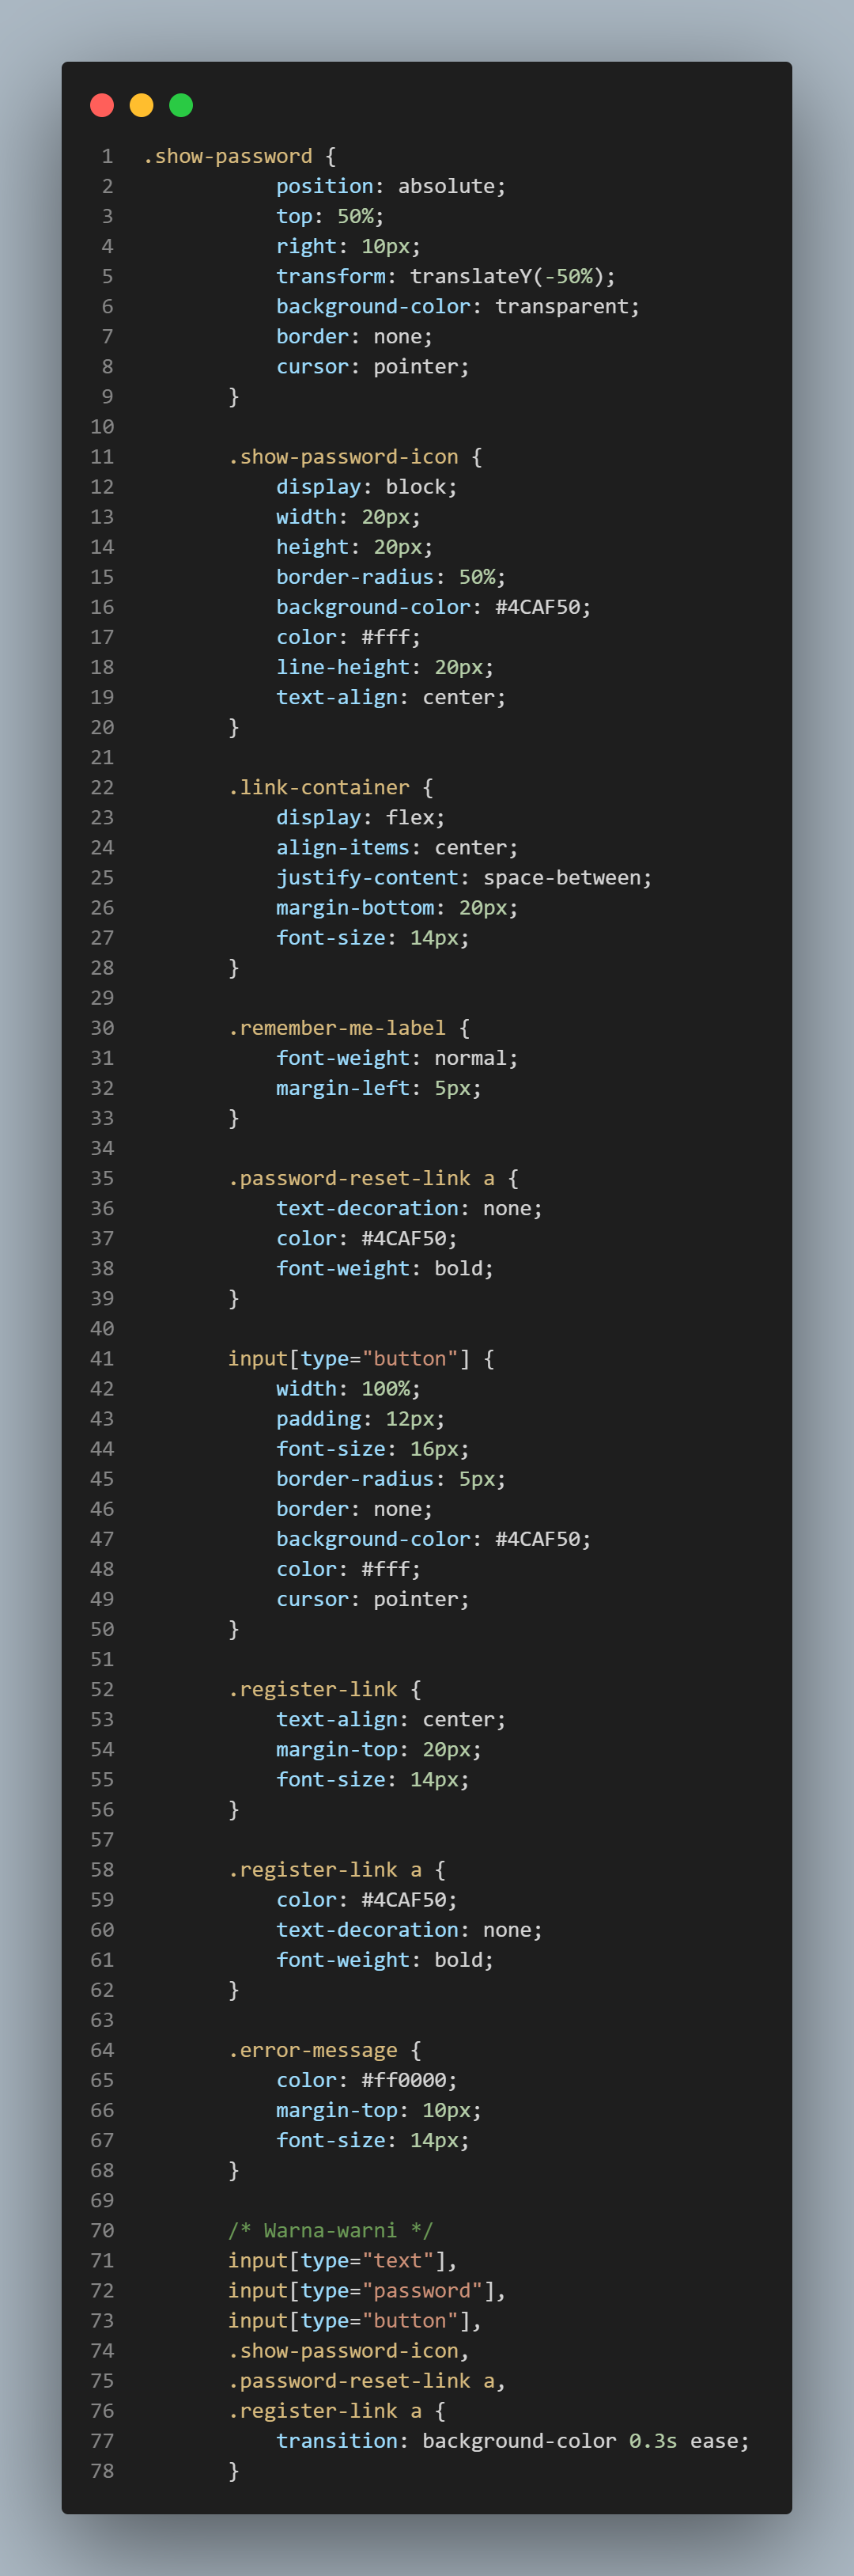 1 .show-password {
2 position: absolute;
3 top: 50%;
4 right: 10px;
5 transform: translateY(-50%);
6 background-color: transparent;
7 border: none;
8 cursor: pointer;
9 }
10
11 .show-password-icon {
12 display: block;
13 width: 20px;
14 height: 20px;
15 border-radius: 50%;
16 background-color: #4CAF50;
17 color: #fff;
18 line-height: 20px;
19 text-align: center;
20 }
21
22 .link-container {
23 display: flex;
24 align-items: center;
25 justify-content: space-between;
26 margin-bottom: 20px;
27 font-size: 14px;
28 }
29
30 .remember-me-label {
31 font-weight: normal;
32 margin-left: 5px;
33 }
34
35 .password-reset-link a {
36 text-decoration: none;
37 color: #4CAF50;
38 font-weight: bold;
39 }
40
41 input[type="button"] {
42 width: 100%;
43 padding: 12px;
44 font-size: 16px;
45 border-radius: 5px;
46 border: none;
47 background-color: #4CAF50;
48 color: #fff;
49 cursor: pointer;
50 }
51
52 .register-link {
53 text-align: center;
54 margin-top: 20px;
55 font-size: 14px;
56 }
57
58 .register-link a {
59 color: #4CAF50;
60 text-decoration: none;
61 font-weight: bold;
62 }
63
64 .error-message {
65 color: #ff0000;
66 margin-top: 10px;
67 font-size: 14px;
68 }
69
70 /* Warna-warni */
71 input[type="text"],
72 input[type="password"],
73 input[type="button"],
74 .show-password-icon,
75 .password-reset-link a,
76 .register-link a {
77 transition: background-color 0.3s ease;
78 }